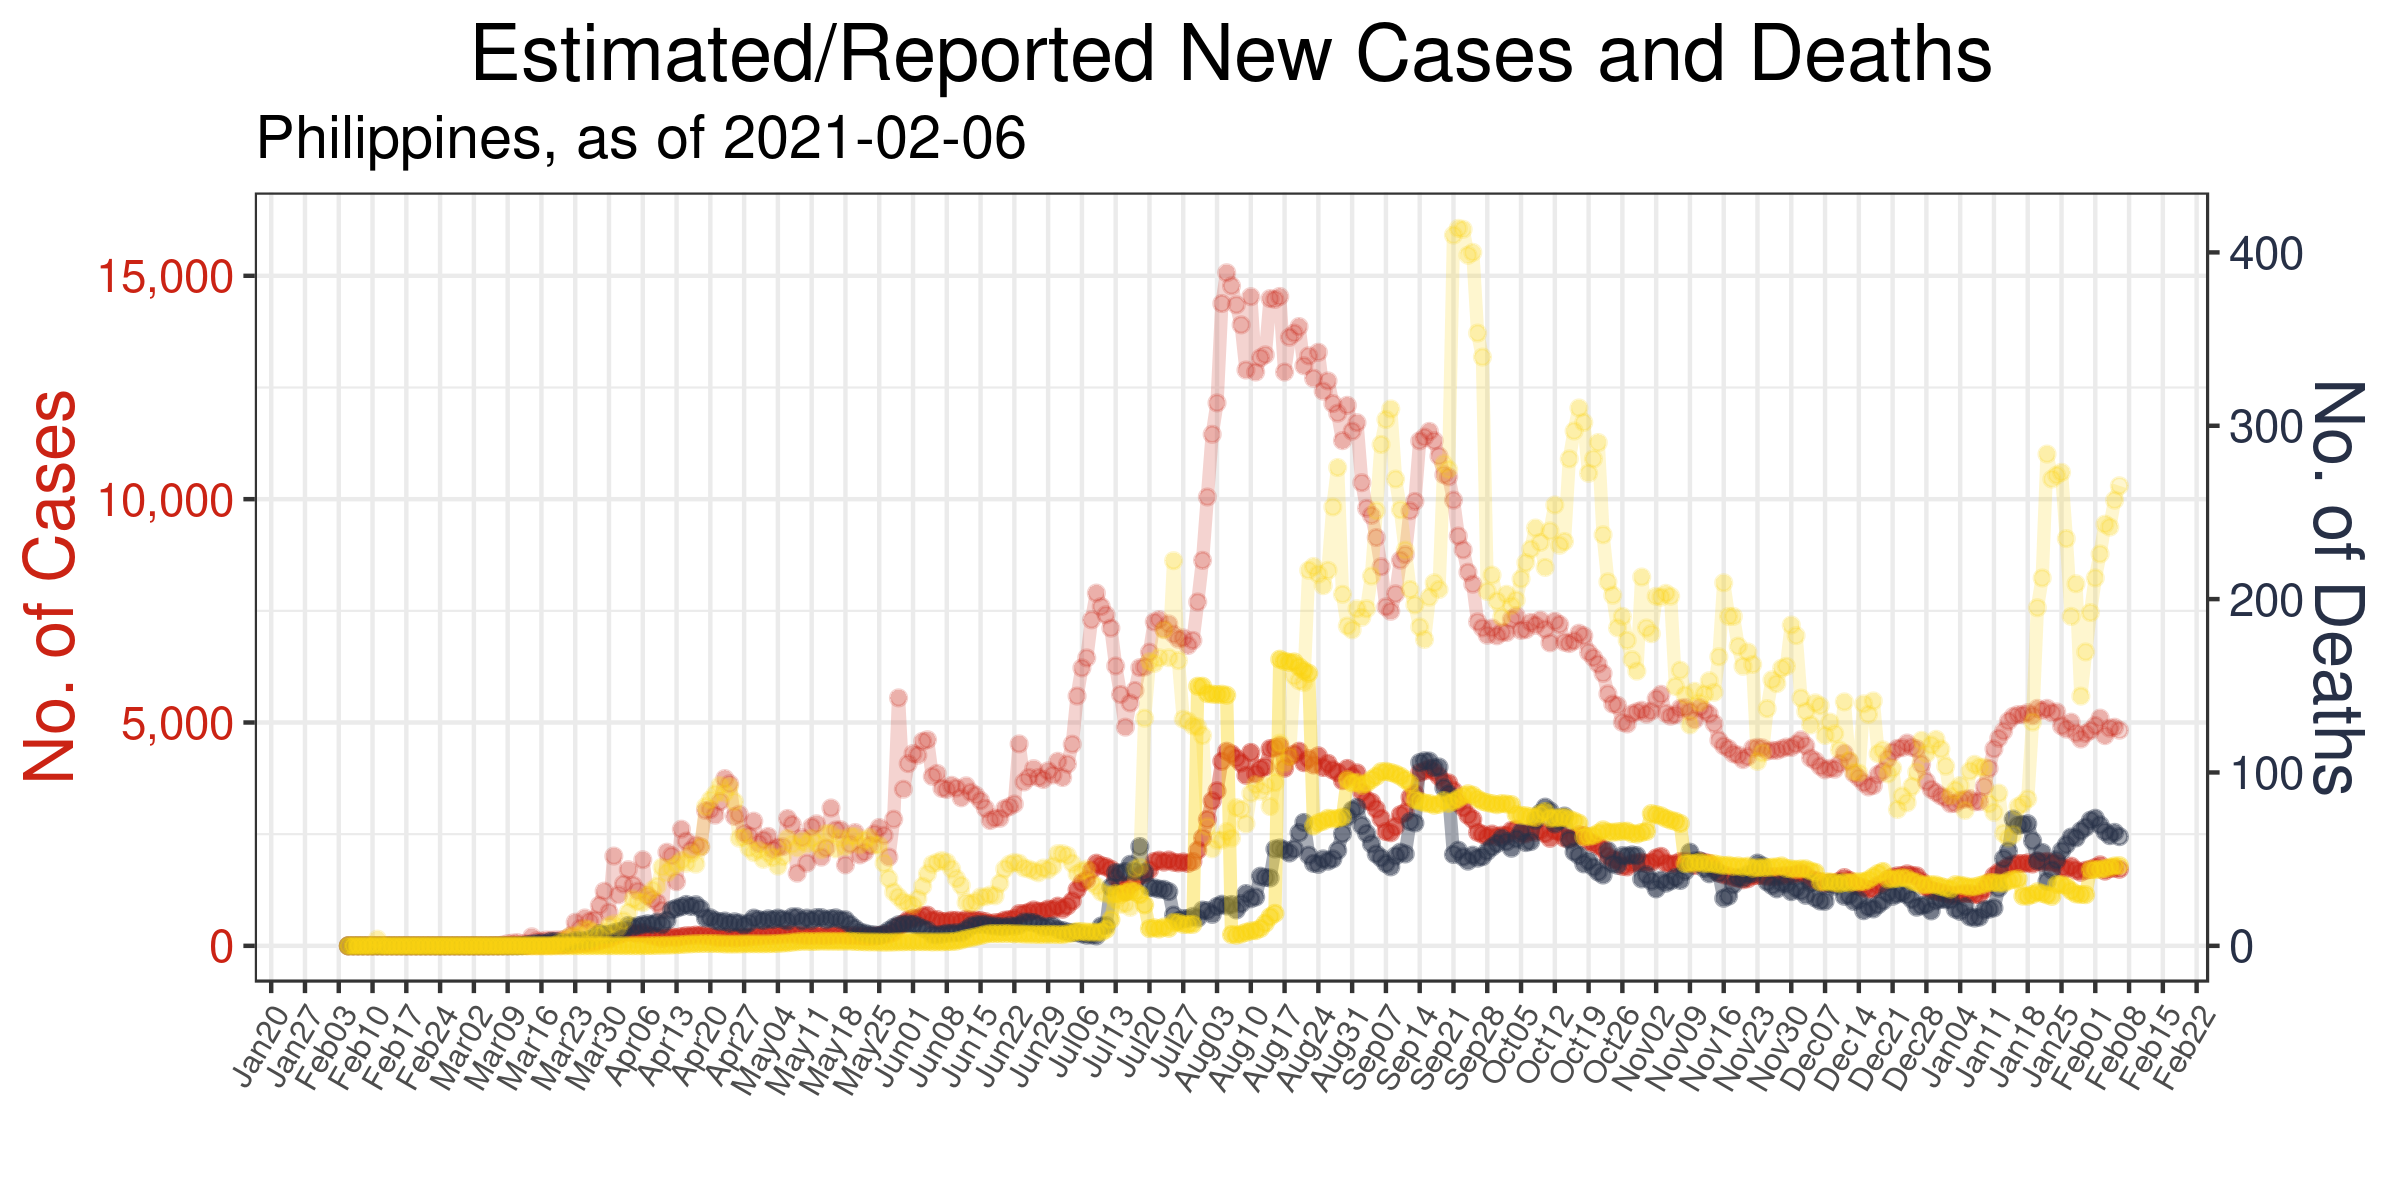 Estimated/Reported New Cases and Deaths
Philippines, as of 2021-02-06
No. of Cases
15,000
10,000
5,000
0
400
300
200
100
0
No. of Deaths
Jan20
Jan27
Feb03
Feb10
Feb17
Feb24
Mar02
Mar09
Mar16
Mar23
Mar30
Apr06
Apr13
Apr20
Apr27
May04
May11
May18
May25
Jun01
Jun08
Jun15
Jun22
Jun29
Jul06
Jul13
Jul20
Jul27
Aug03
Aug10
Aug17
Aug24
Aug31
Sep07
Sep14
Sep21
Sep28
Oct05
Oct12
Oct19
Oct26
Nov02
Nov09
Nov16
Nov23
Nov30
Dec07
Dec14
Dec21
Dec28
Jan04
Jan11
Jan18
Jan25
Feb01
Feb08
Feb15
Feb22